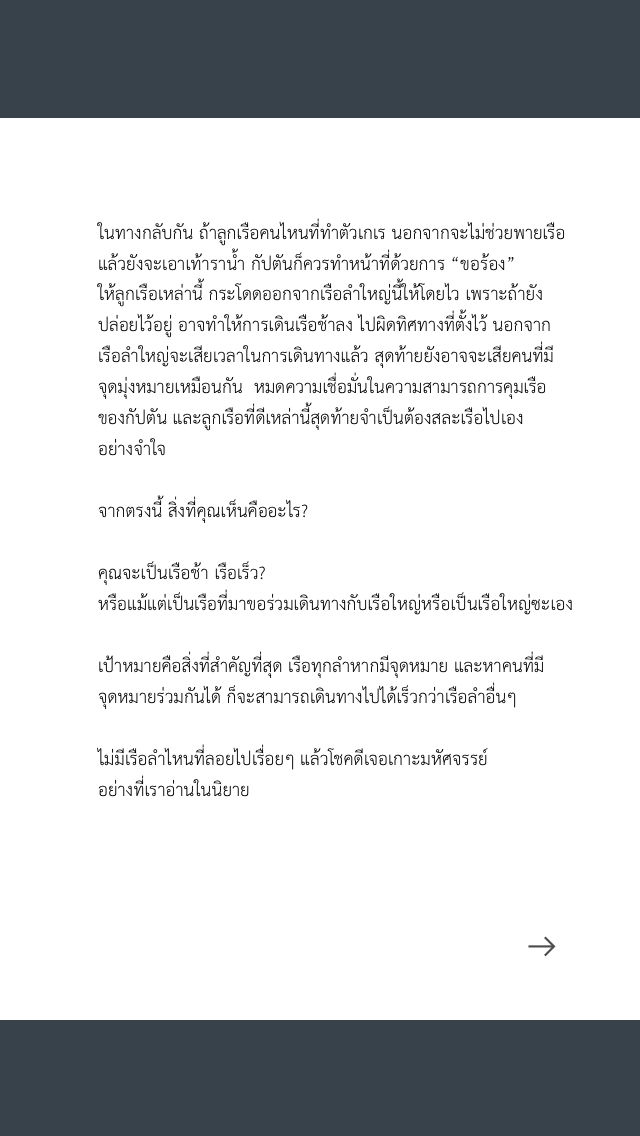 ในทางกลับกัน ถ้าลูกเรือคนไหนที่ทำตัวเกเร นอกจากจะไม่ช่วยพายเรือ
แล้วยังจะเอาเท้าราน้ำ กัปตันก็ควรทำหน้าที่ด้วยการ “ขอร้อง”
ให้ลูกเรือเหล่านี้ กระโดดออกจากเรือลำใหญ่นี้ให้โดยไว เพราะถ้ายัง
ปล่อยไว้อยู่ อาจทำให้การเดินเรือช้าลง ไปผิดทิศทางที่ตั้งไว้ นอกจาก
เรือลำใหญ่จะเสียเวลาในการเดินทางแล้ว สุดท้ายยังอาจจะเสียคนที่มี
จุดมุ่งหมายเหมือนกัน  หมดความเชื่อมั่นในความสามารถการคุมเรือ
ของกัปตัน และลูกเรือที่ดีเหล่านี้สุดท้ายจำเป็นต้องสละเรือไปเอง
อย่างจำใจ
จากตรงนี้ สิ่งที่คุณเห็นคืออะไร?
คุณจะเป็นเรือช้า เรือเร็ว?
หรือแม้แต่เป็นเรือที่มาขอร่วมเดินทางกับเรือใหญ่หรือเป็นเรือใหญ่ซะเอง
เป้าหมายคือสิ่งที่สำคัญที่สุด เรือทุกลำหากมีจุดหมาย และหาคนที่มี
จุดหมายร่วมกันได้ ก็จะสามารถเดินทางไปได้เร็วกว่าเรือลำอื่นๆ
ไม่มีเรือลำไหนที่ลอยไปเรื่อยๆ แล้วโชคดีเจอเกาะมหัศจรรย์
อย่างที่เราอ่านในนิยาย